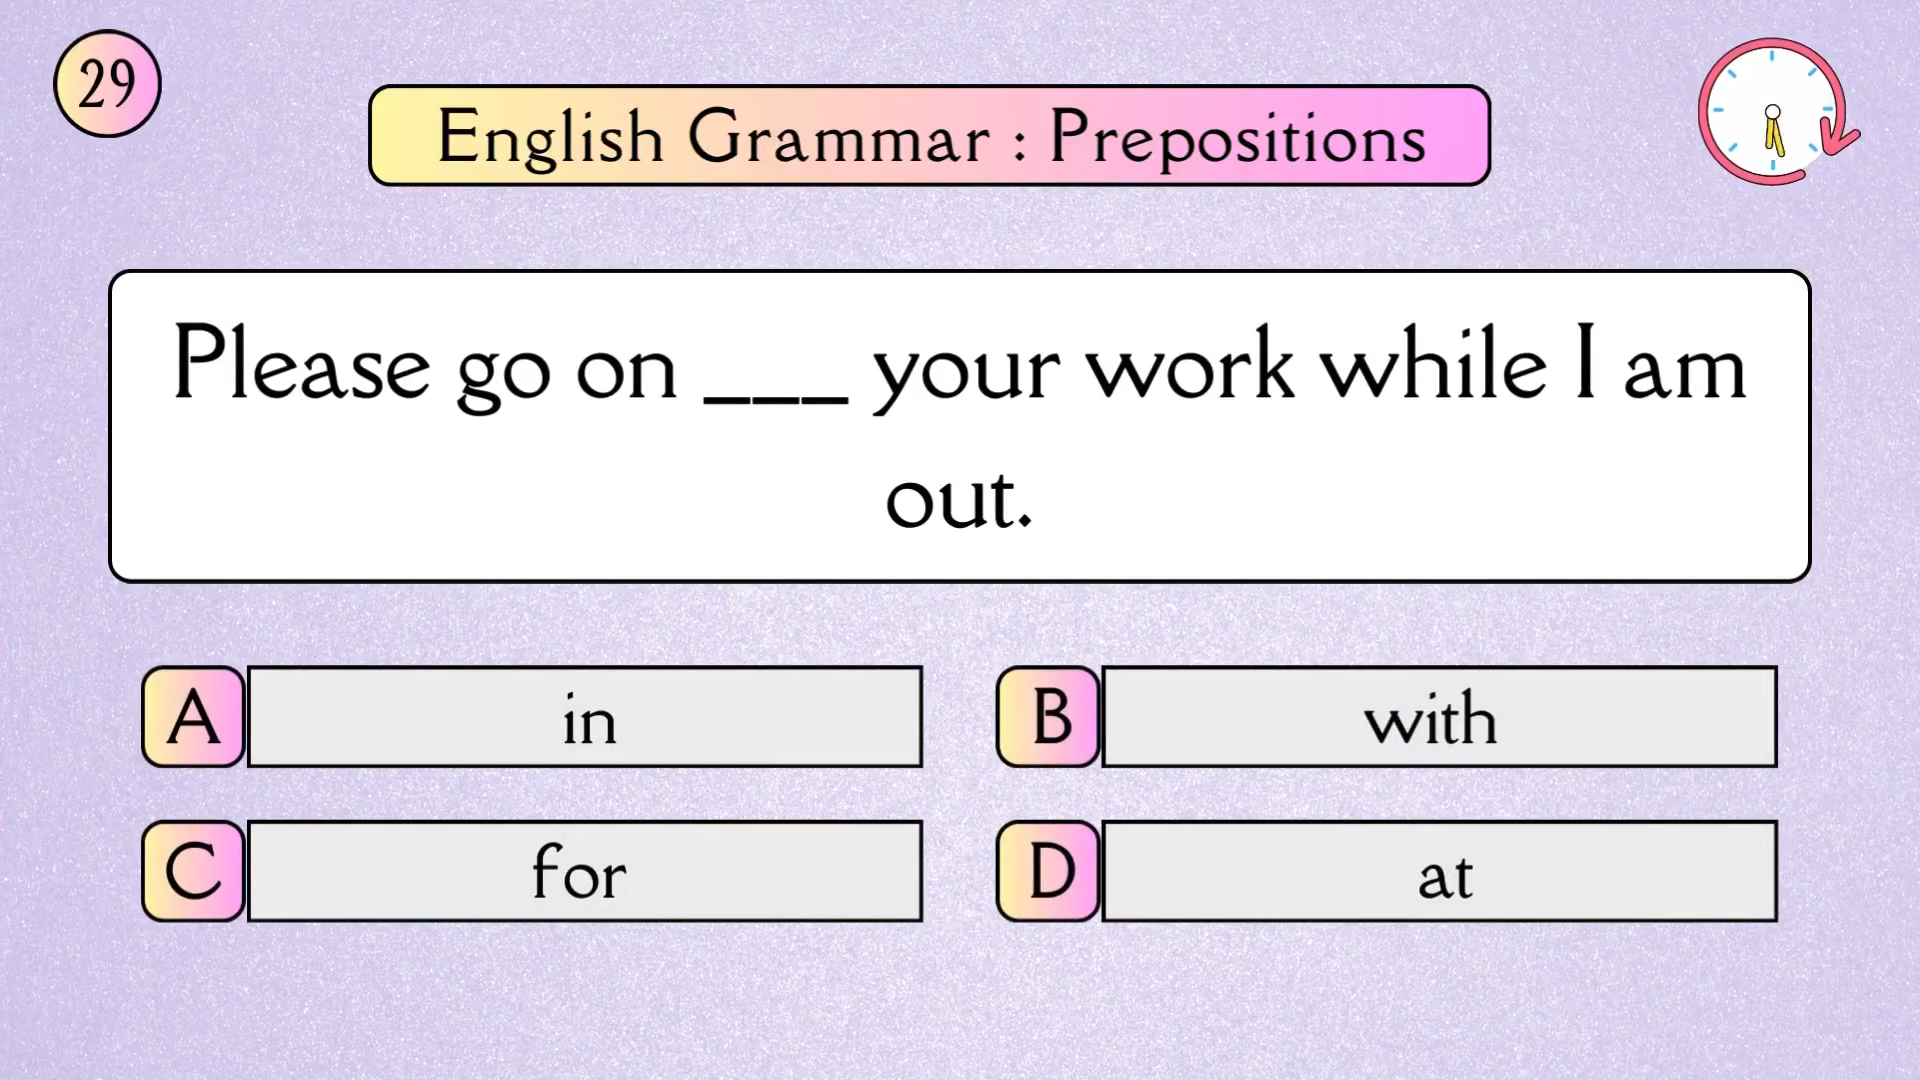 29
English Grammar : Prepositions
Please go on ___ your work while I am
out.
A in
B with
C for
D at